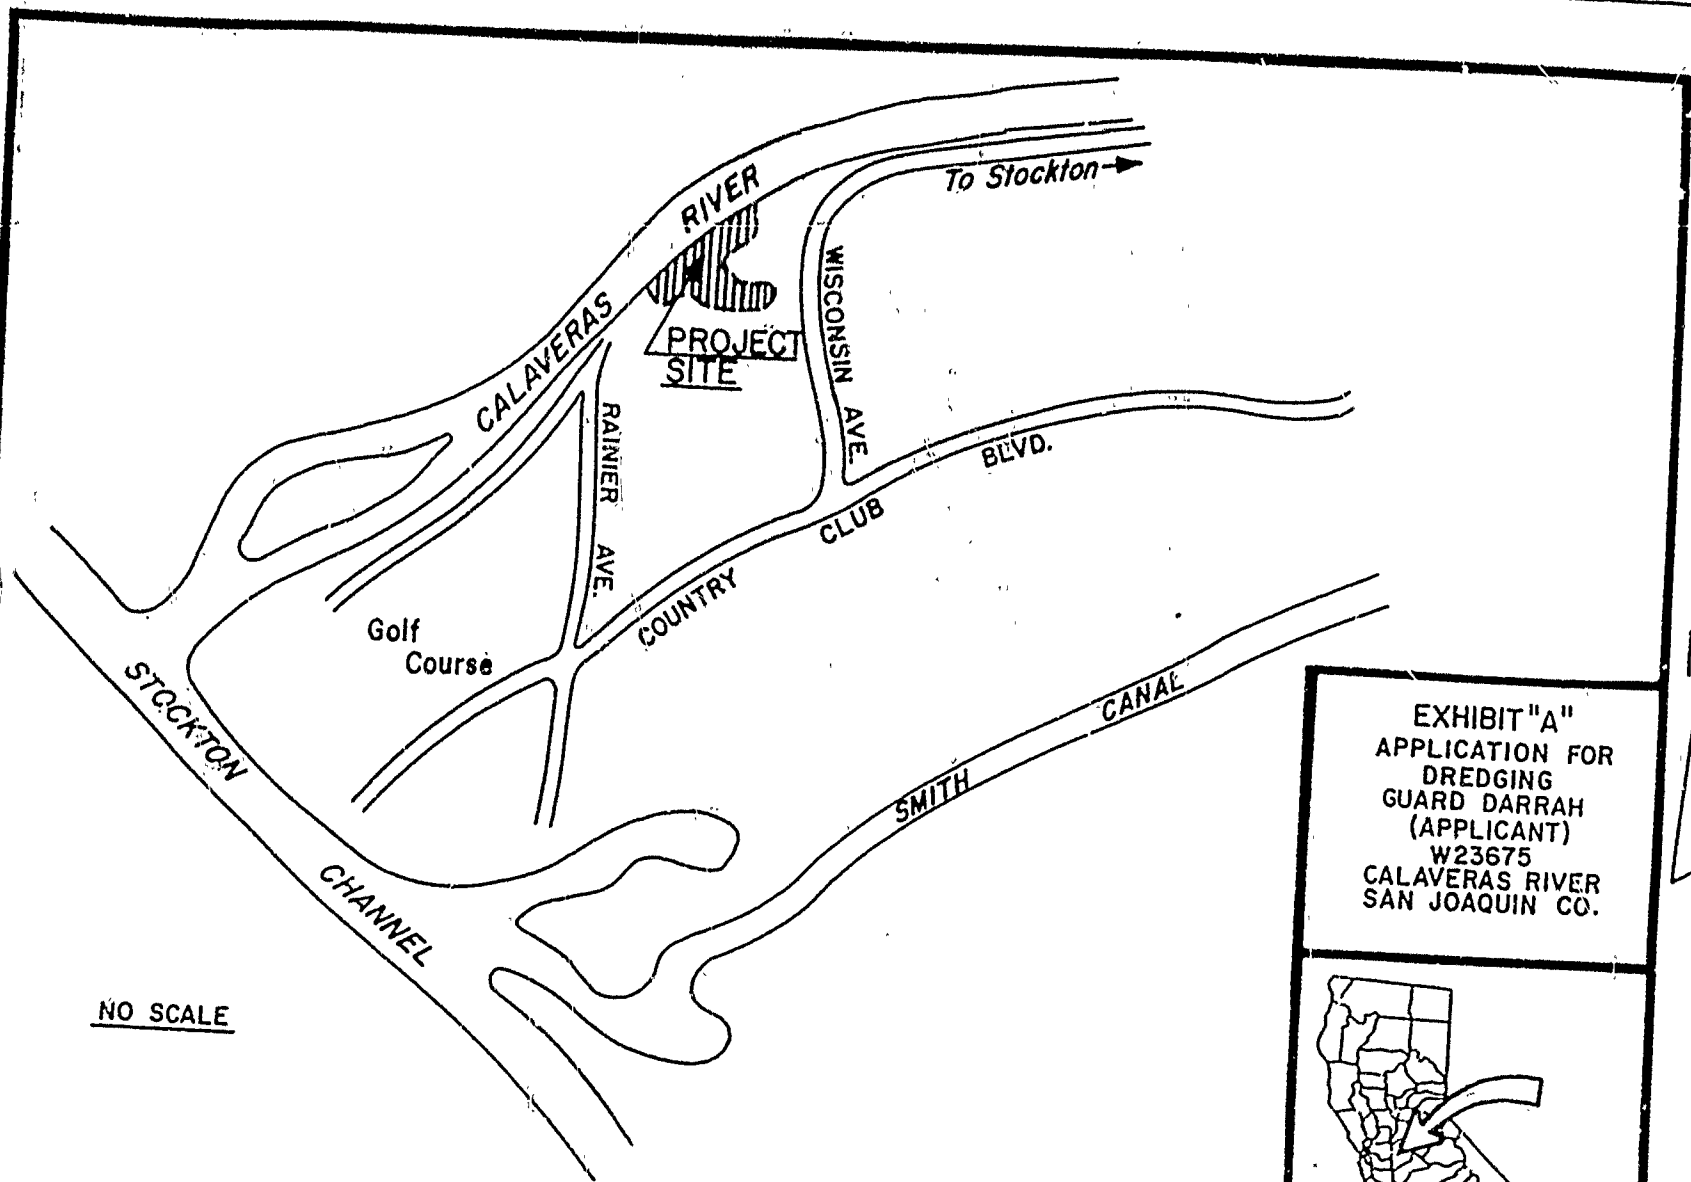 To Stockton
CALAVERAS RIVER
PROJECT
SITE
WISCONSIN AVE.
RAINIER AVE.
COUNTRY CLUB BLVD.
Golf
Course
STOCKTON CHANNEL
SMITH CANAL
NO SCALE
EXHIBIT "A"
APPLICATION FOR
DREDGING
GUARD DARRAH
(APPLICANT)
W23675
CALAVERAS RIVER
SAN JOAQUIN CO.